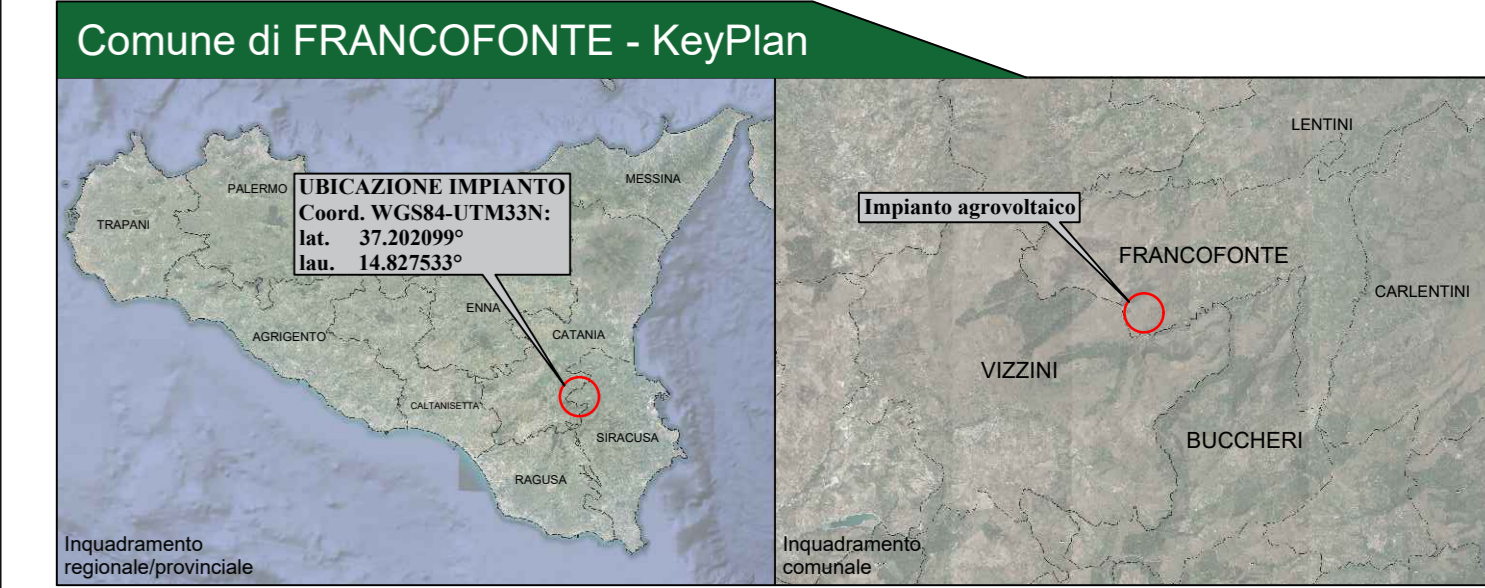 Comune di FRANCOFONTE - KeyPlan
MESSINA
PALERMO
TRAPANI
UBICAZIONE IMPIANTO
Coord. WGS84-UTM33N:
lat. 37.202099°
lau. 14.827533°
ENNA
AGRIGENTO
CATANIA
CALTANISETTA
SIRACUSA
RAGUSA
Inquadramento
regionale/provinciale
LENTINI
Impianto agrovoltaico
FRANCOFONTE
CARLENTINI
VIZZINI
BUCCHERI
Inquadramento
comunale